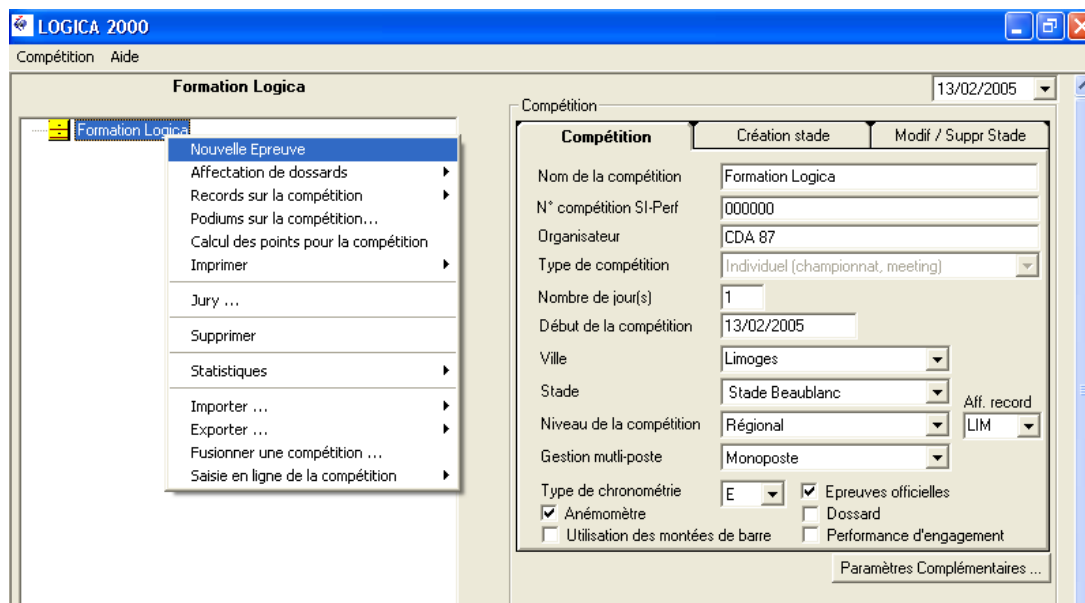 LOGICA 2000
Compétition Aide
Formation Logica
13/02/2005
Formation Logica
Nouvelle Epreuve
Affectation de dossards
Records sur la compétition
Podiums sur la compétition...
Calcul des points pour la compétition
Imprimer
Jury ...
Supprimer
Statistiques
Importer ...
Exporter ...
Fusionner une compétition ...
Saisie en ligne de la compétition
Compétition
Compétition Création stade Modif / Suppr Stade
Nom de la compétition Formation Logica
N° compétition SI-Perf 000000
Organisateur CDA 87
Type de compétition Individuel (championnat, meeting)
Nombre de jour(s) 1
Début de la compétition 13/02/2005
Ville Limoges
Stade Stade Beaublanc
Aff. record
Niveau de la compétition Régional LIM
Gestion mutli-poste Monoposte
Type de chronométrie E Epreuves officielles
Anémomètre Dossard
Utilisation des montées de barre Performance d'engagement
Paramètres Complémentaires ...